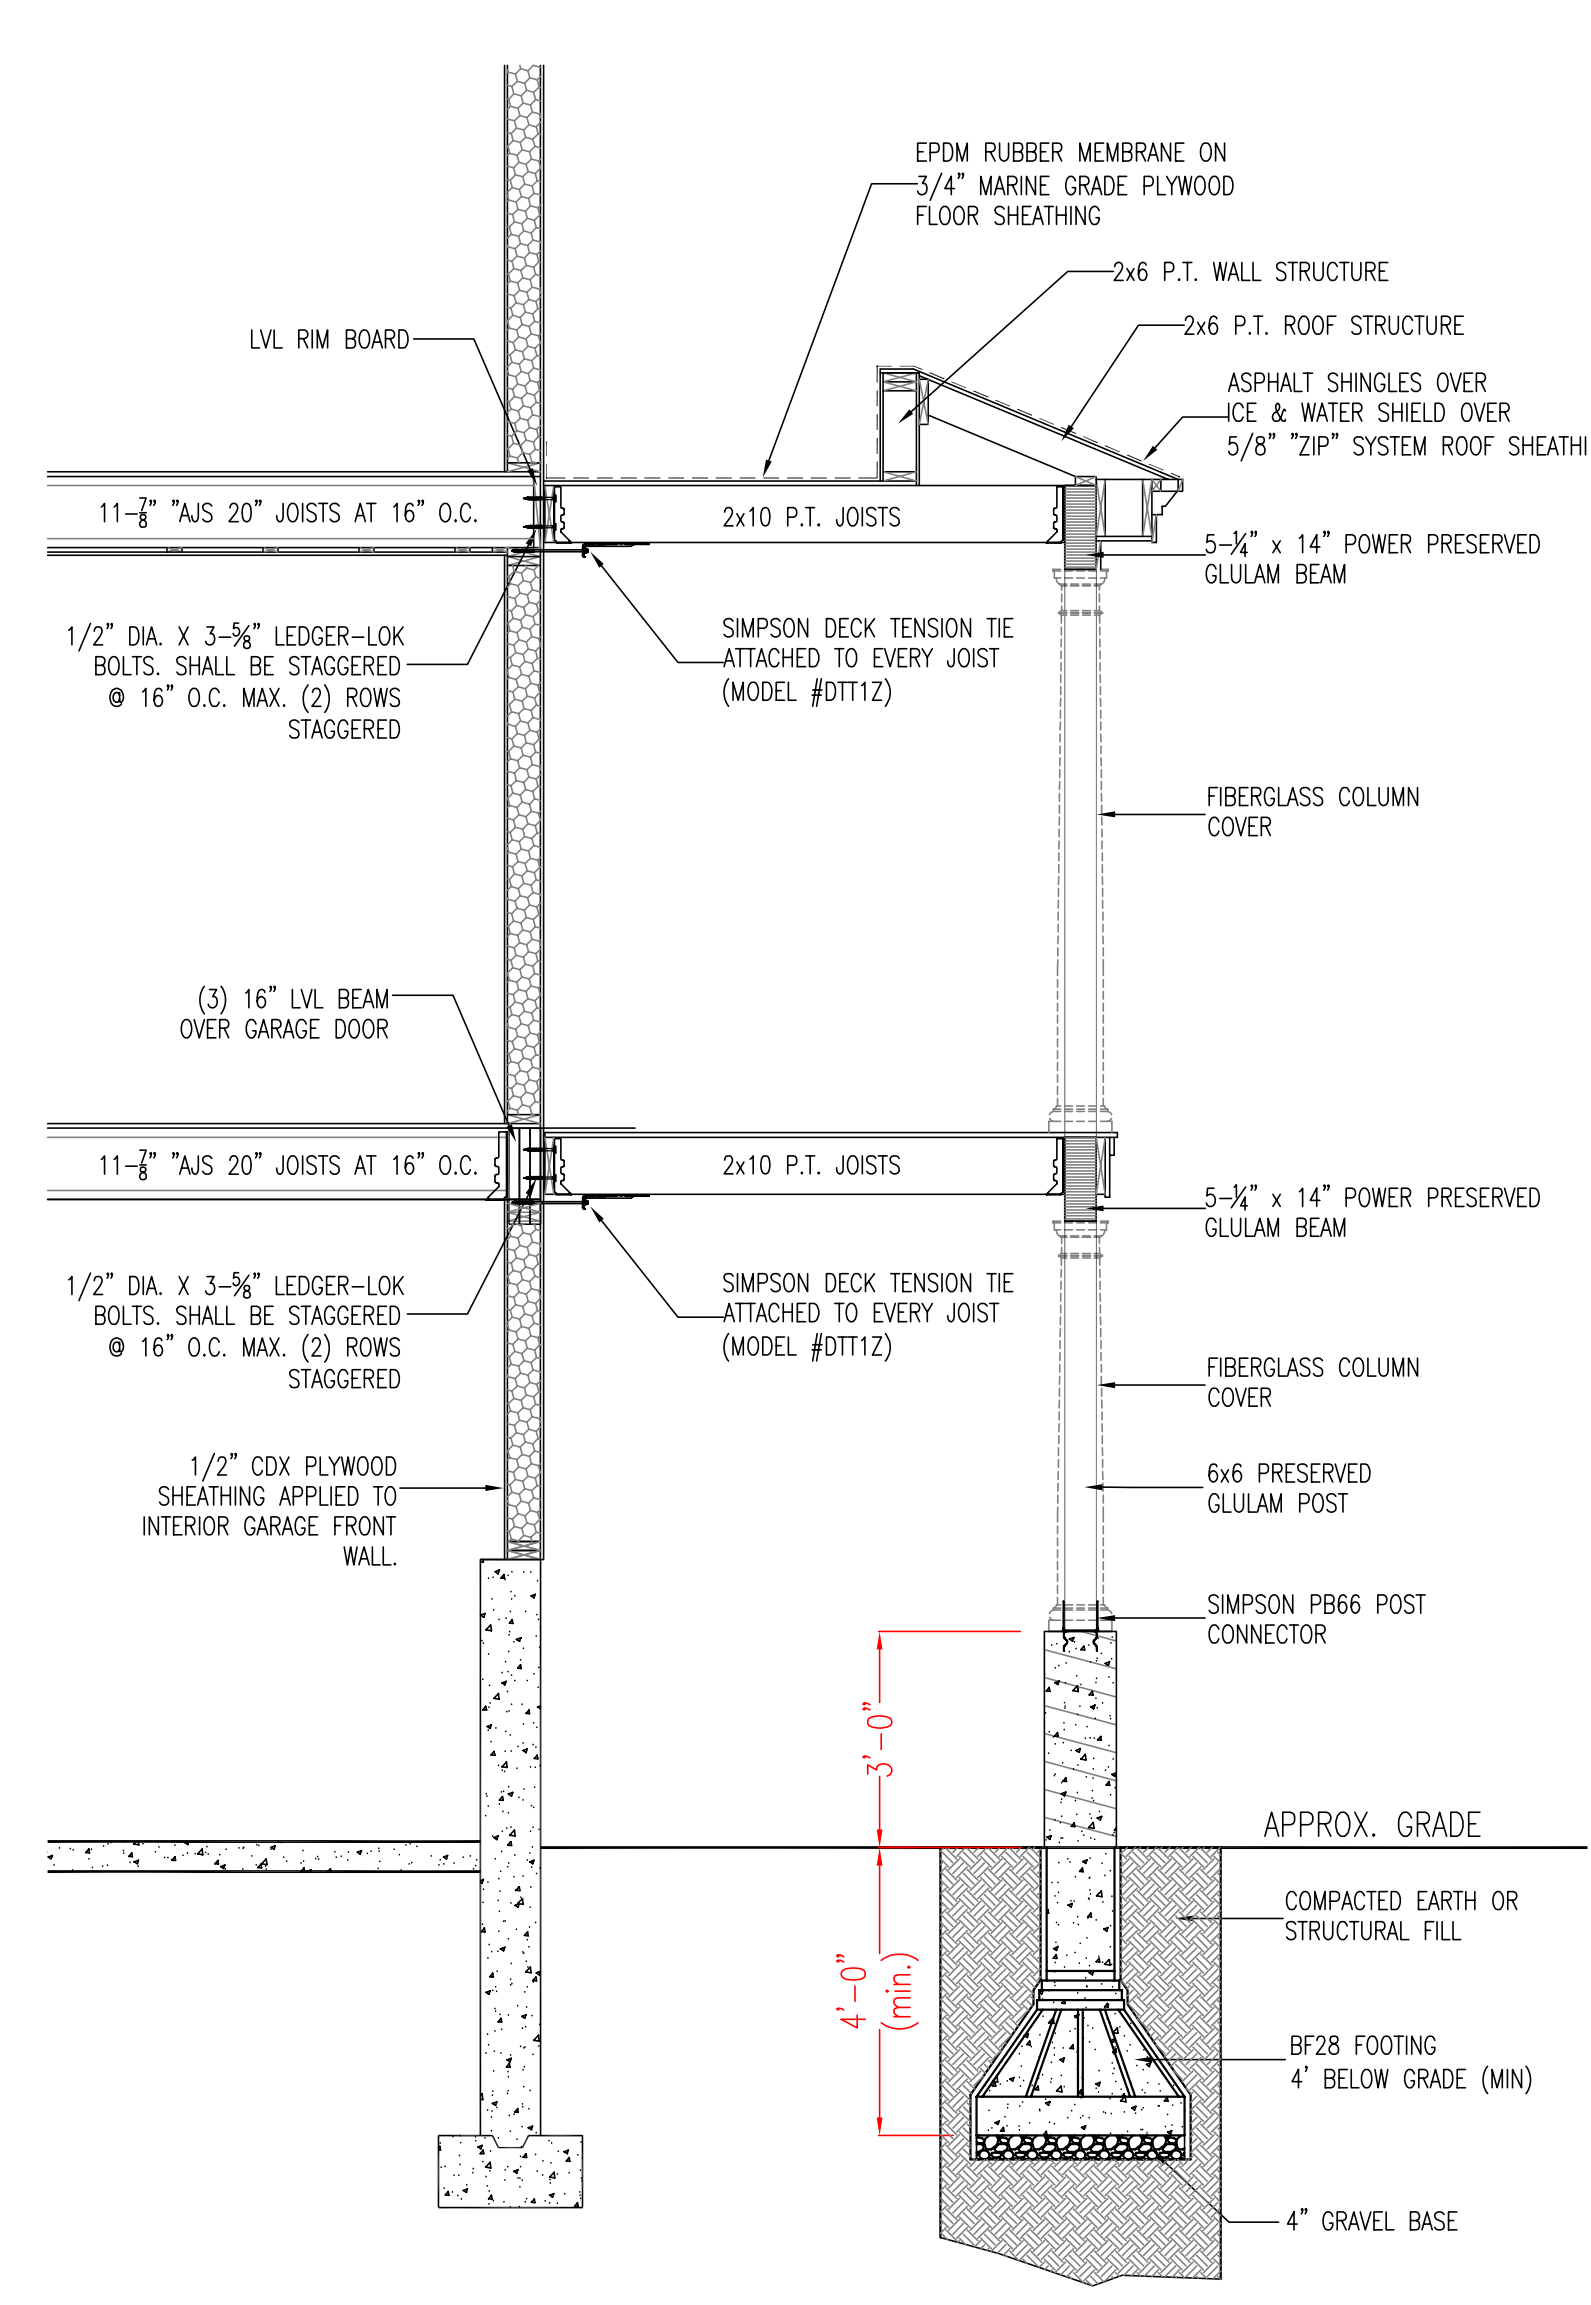 EPDM RUBBER MEMBRANE ON
3/4" MARINE GRADE PLYWOOD
FLOOR SHEATHING
2x6 P.T. WALL STRUCTURE
2x6 P.T. ROOF STRUCTURE
LVL RIM BOARD
ASPHALT SHINGLES OVER
ICE & WATER SHIELD OVER
5/8" "ZIP" SYSTEM ROOF SHEATHI
11-7/8" "AJS 20" JOISTS AT 16" O.C.
2x10 P.T. JOISTS
5-1/4" x 14" POWER PRESERVED
GLULAM BEAM
1/2" DIA. X 3-5/8" LEDGER-LOK
BOLTS. SHALL BE STAGGERED
@ 16" O.C. MAX. (2) ROWS
STAGGERED
SIMPSON DECK TENSION TIE
ATTACHED TO EVERY JOIST
(MODEL #DTT1Z)
FIBERGLASS COLUMN
COVER
(3) 16" LVL BEAM
OVER GARAGE DOOR
11-7/8" "AJS 20" JOISTS AT 16" O.C.
2x10 P.T. JOISTS
5-1/4" x 14" POWER PRESERVED
GLULAM BEAM
1/2" DIA. X 3-5/8" LEDGER-LOK
BOLTS. SHALL BE STAGGERED
@ 16" O.C. MAX. (2) ROWS
STAGGERED
SIMPSON DECK TENSION TIE
ATTACHED TO EVERY JOIST
(MODEL #DTT1Z)
FIBERGLASS COLUMN
COVER
1/2" CDX PLYWOOD
SHEATHING APPLIED TO
INTERIOR GARAGE FRONT
WALL.
6x6 PRESERVED
GLULAM POST
SIMPSON PB66 POST
CONNECTOR
3'-0"
APPROX. GRADE
COMPACTED EARTH OR
STRUCTURAL FILL
4'-0"
(min.)
BF28 FOOTING
4' BELOW GRADE (MIN)
4" GRAVEL BASE